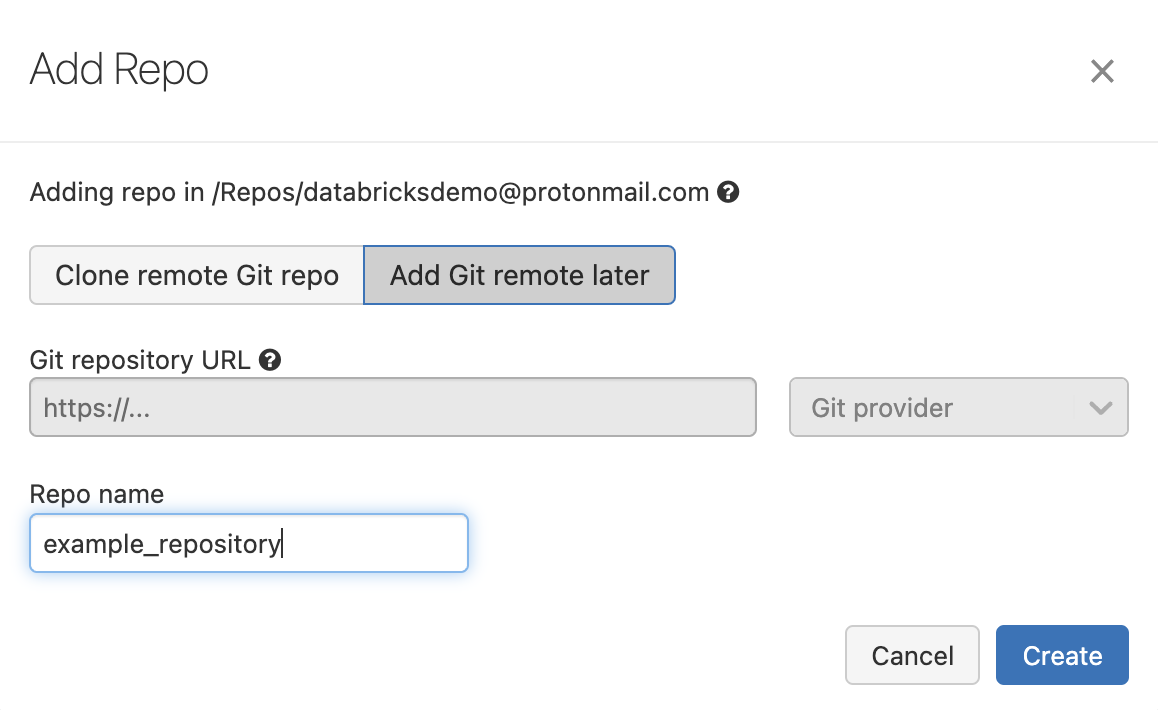 Add Repo
Adding repo in /Repos/databricksdemo@protonmail.com
Clone remote Git repo
Add Git remote later
Git repository URL
https://...
Git provider
Repo name
example_repository
Cancel
Create